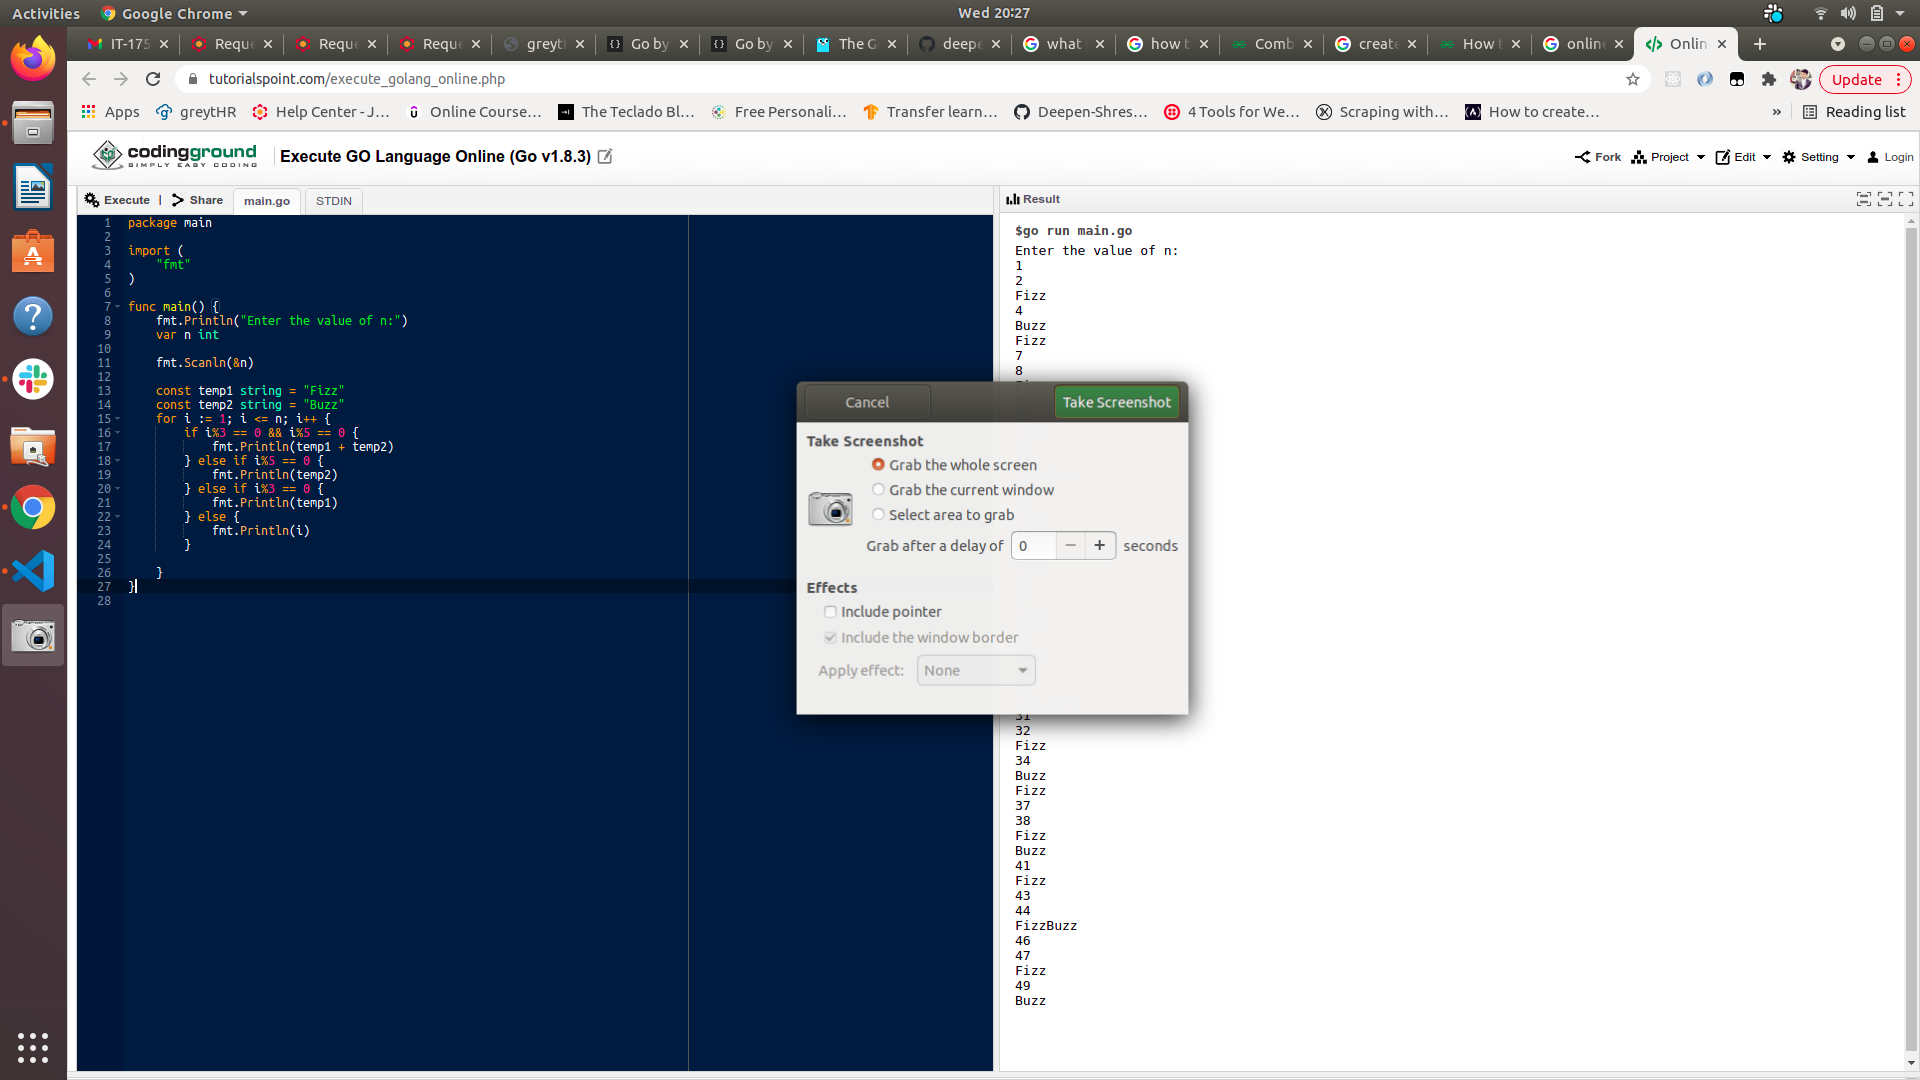 Activities Google Chrome Wed 20:27
IT-175 Reque Reque Reque greyt Go by Go by The G deepe what how t Comb create How t online Onlin
tutorialspoint.com/execute_golang_online.php Update
Apps greytHR Help Center - J... Online Course... The Teclado Bl... Free Personali... Transfer learn... Deepen-Shres... 4 Tools for We... Scraping with... How to create... » Reading list
codingground
SIMPLY EASY CODING
Execute GO Language Online (Go v1.8.3)
Fork Project Edit Setting Login
Execute | Share main.go STDIN
1 package main
2
3 import (
4 "fmt"
5 )
6
7 func main() {
8 fmt.Println("Enter the value of n:")
9 var n int
10
11 fmt.Scanln(&n)
12
13 const temp1 string = "Fizz"
14 const temp2 string = "Buzz"
15 for i := 1; i <= n; i++ {
16 if i%3 == 0 && i%5 == 0 {
17 fmt.Println(temp1 + temp2)
18 } else if i%5 == 0 {
19 fmt.Println(temp2)
20 } else if i%3 == 0 {
21 fmt.Println(temp1)
22 } else {
23 fmt.Println(i)
24 }
25
26 }
27 }
28
Result
$go run main.go
Enter the value of n:
1
2
Fizz
4
Buzz
Fizz
7
8
Cancel Take Screenshot
Take Screenshot
Grab the whole screen
Grab the current window
Select area to grab
Grab after a delay of 0 − + seconds
Effects
Include pointer
Include the window border
Apply effect: None
31
32
Fizz
34
Buzz
Fizz
37
38
Fizz
Buzz
41
Fizz
43
44
FizzBuzz
46
47
Fizz
49
Buzz